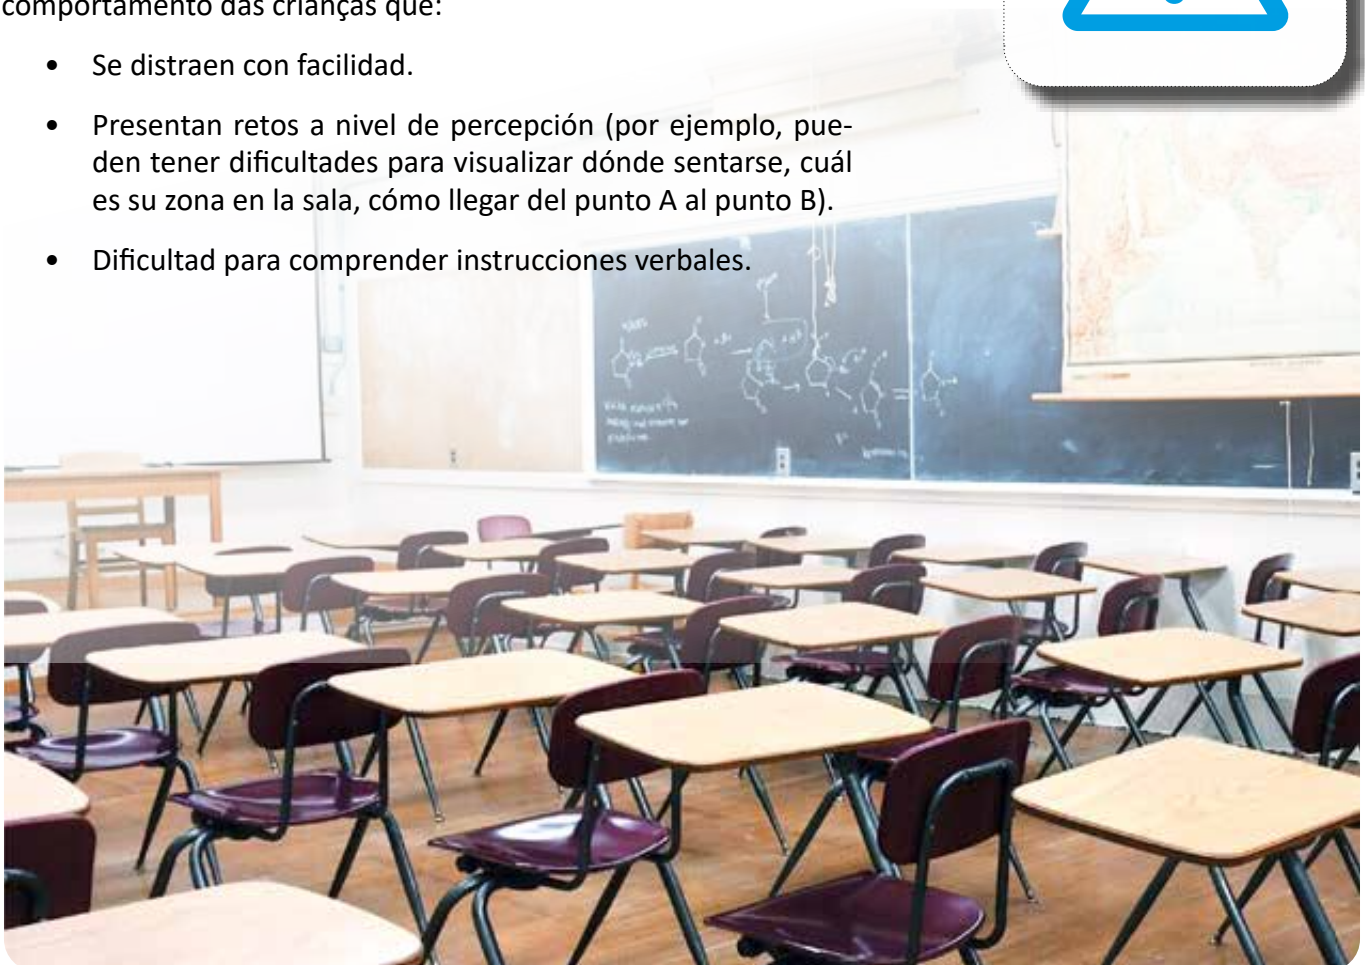 comportamento das crianças que:
• Se distraen con facilidad.
• Presentan retos a nivel de percepción (por ejemplo, pue-
den tener dificultades para visualizar dónde sentarse, cuál
es su zona en la sala, cómo llegar del punto A al punto B).
• Dificultad para comprender instrucciones verbales.